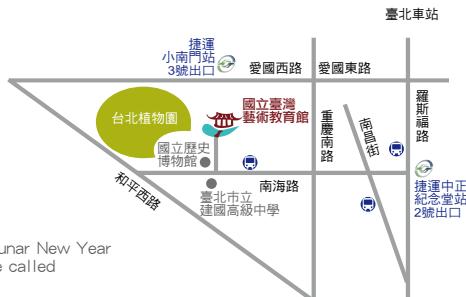 臺北車站
捷運
小南門站
3號出口
愛國西路
愛國東路
台北植物園
國立臺灣
藝術教育館
重慶南路
南昌街
羅斯福路
國立歷史
博物館
和平西路
南海路
臺北市立
建國高級中學
捷運中正
紀念堂站
2號出口
unar New Year
e called